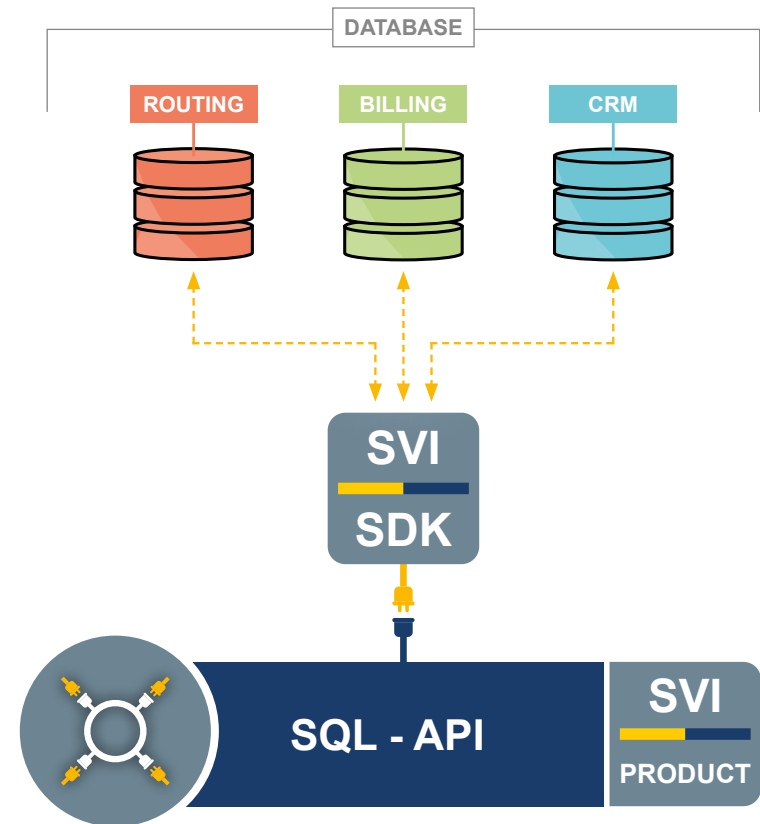 DATABASE
ROUTING
BILLING
CRM
SVI
SDK
SQL - API
SVI
PRODUCT